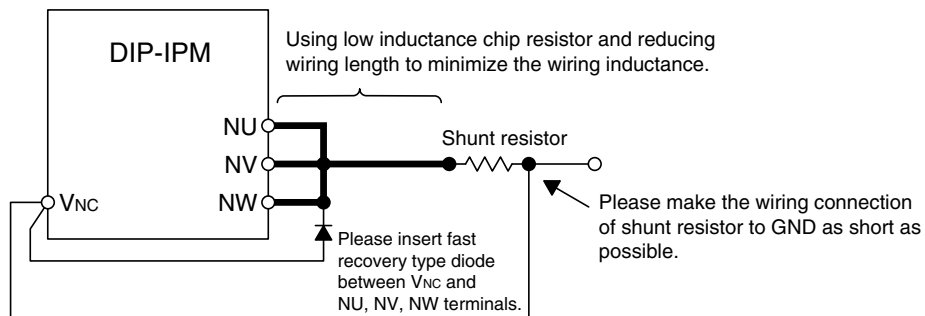 DIP-IPM
Using low inductance chip resistor and reducing
wiring length to minimize the wiring inductance.
NU
Shunt resistor
NV
VNC
NW
Please make the wiring connection
of shunt resistor to GND as short as
possible.
Please insert fast
recovery type diode
between VNC and
NU, NV, NW terminals.